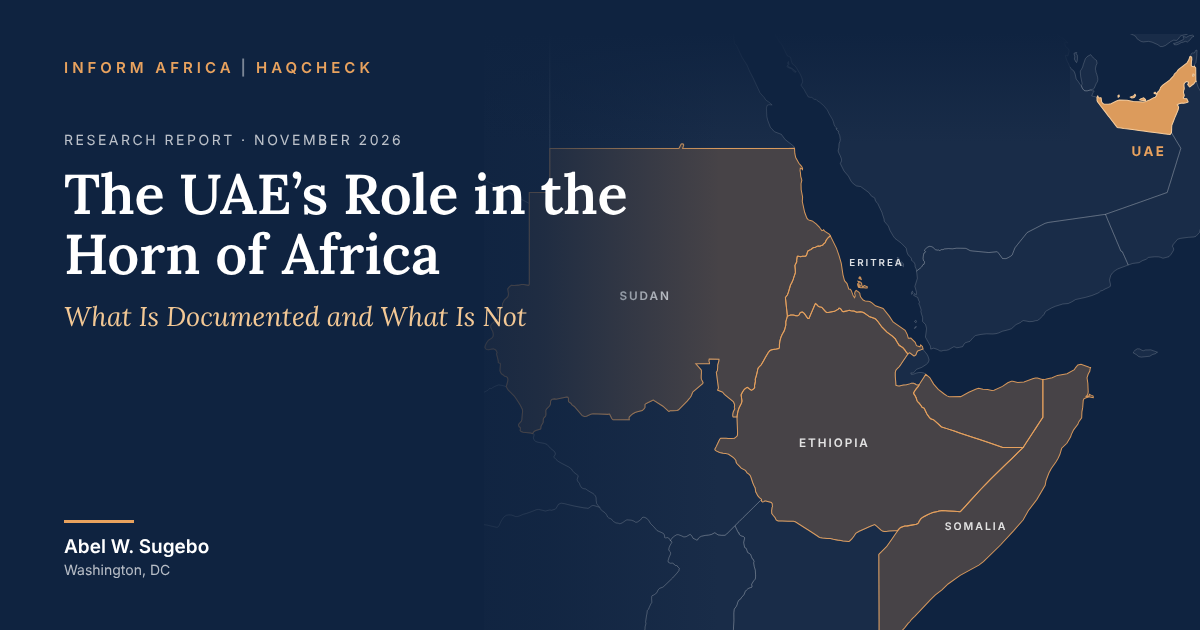 INFORM AFRICA | HAQCHECK
RESEARCH REPORT · NOVEMBER 2026
The UAE’s Role in the
Horn of Africa
What Is Documented and What Is Not
UAE
ERITREA
SUDAN
ETHIOPIA
SOMALIA
Abel W. Sugebo
Washington, DC